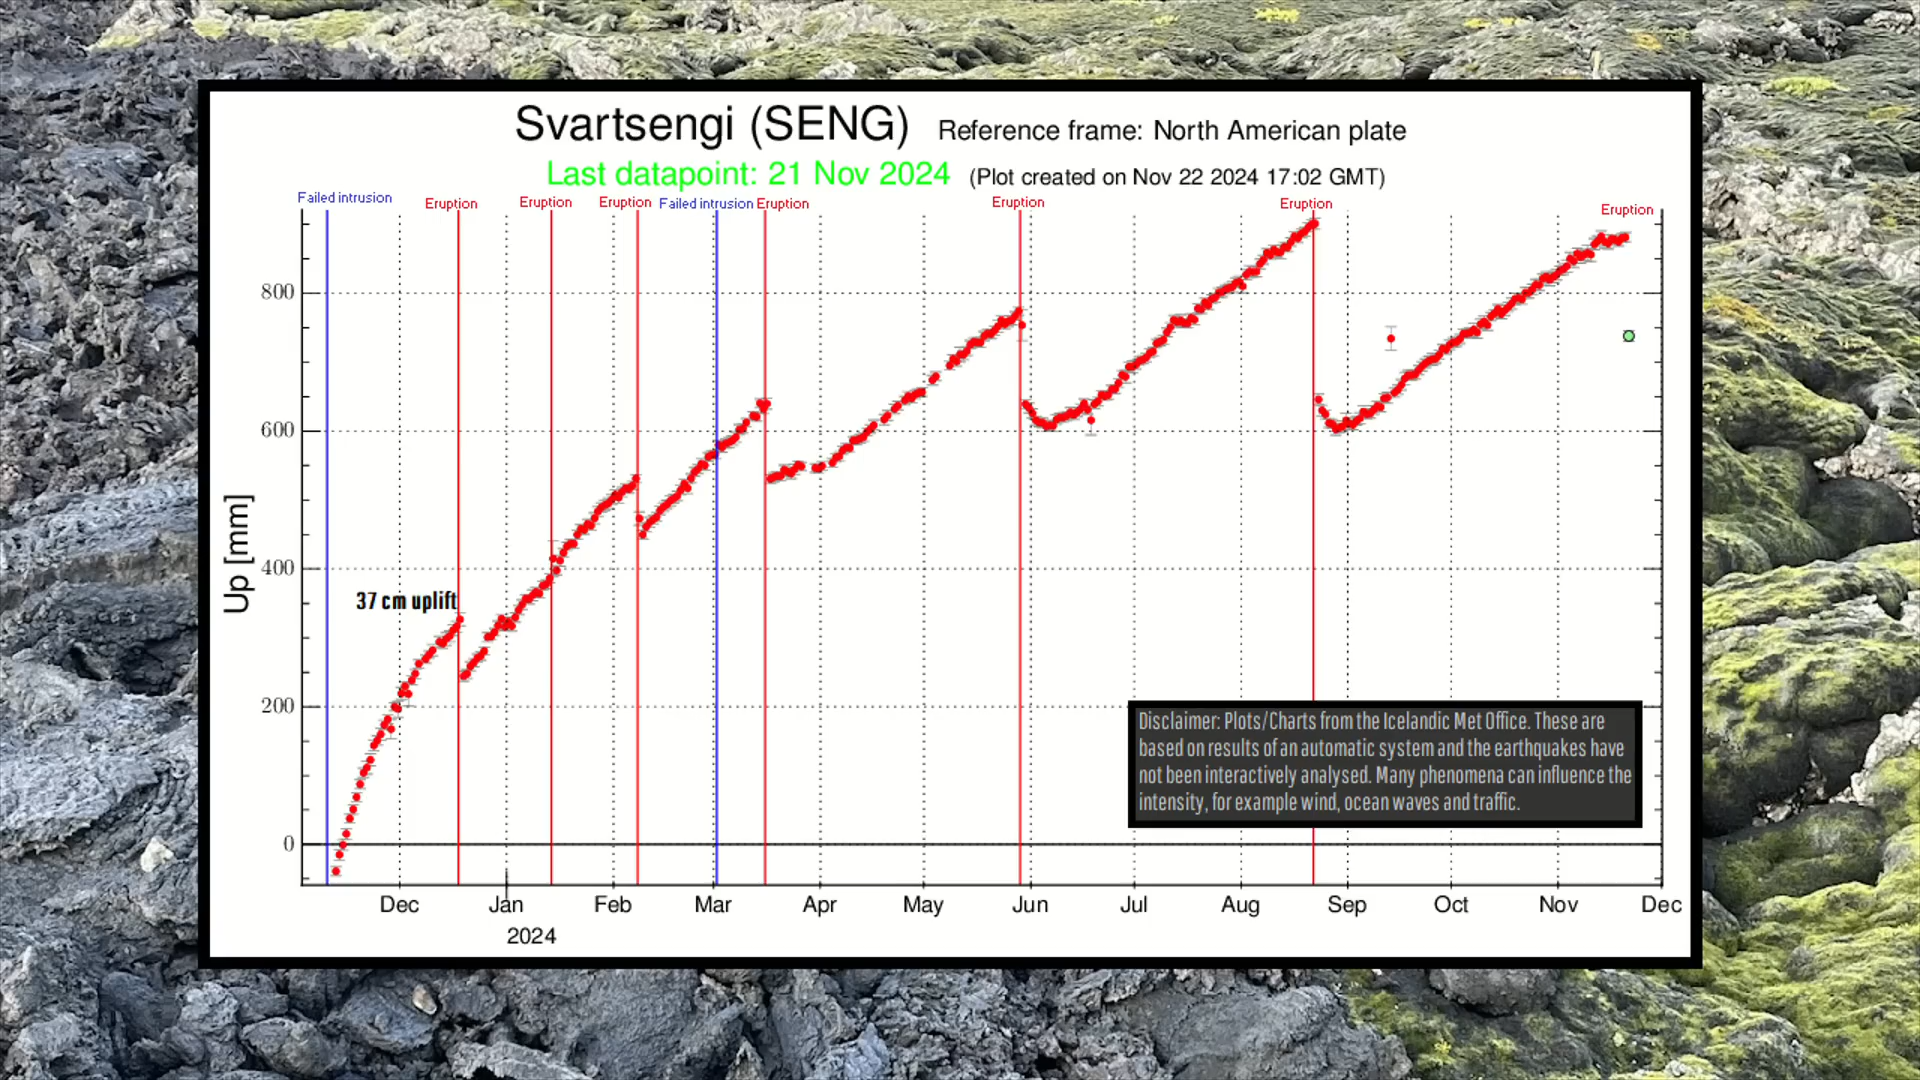 Svartsengi (SENG) Reference frame: North American plate
Last datapoint: 21 Nov 2024 (Plot created on Nov 22 2024 17:02 GMT)
Failed intrusion Eruption Eruption Eruption Failed intrusion Eruption Eruption Eruption Eruption
800
600
Up [mm]
400
37 cm uplift
200
Disclaimer: Plots/Charts from the Icelandic Met Office. These are
based on results of an automatic system and the earthquakes have
not been interactively analysed. Many phenomena can influence the
intensity, for example wind, ocean waves and traffic.
0
Dec Jan Feb Mar Apr May Jun Jul Aug Sep Oct Nov Dec
2024